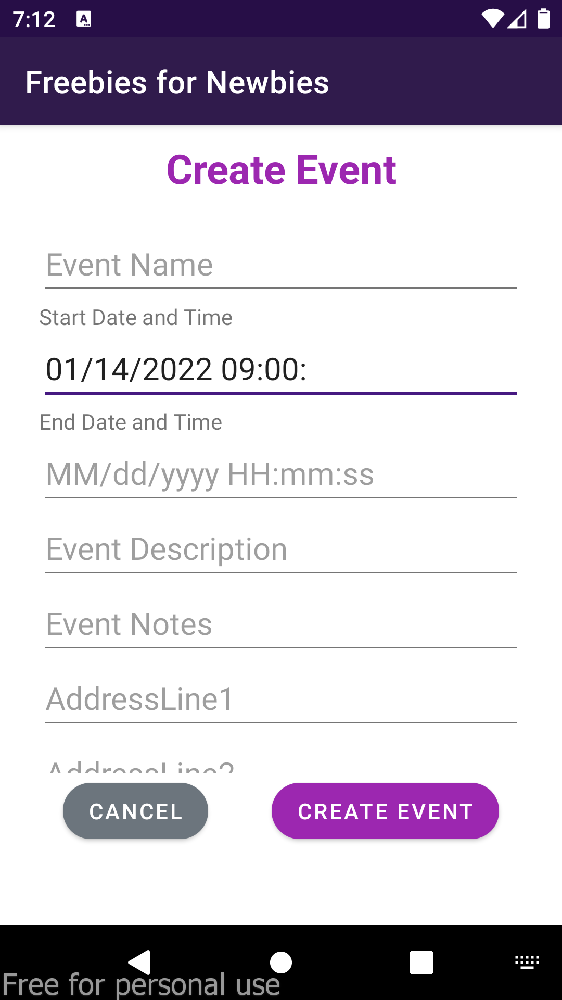 7:12
Freebies for Newbies
Create Event
Event Name
Start Date and Time
01/14/2022 09:00:
End Date and Time
MM/dd/yyyy HH:mm:ss
Event Description
Event Notes
AddressLine1
AddressLine2
CANCEL
CREATE EVENT
Free for personal use